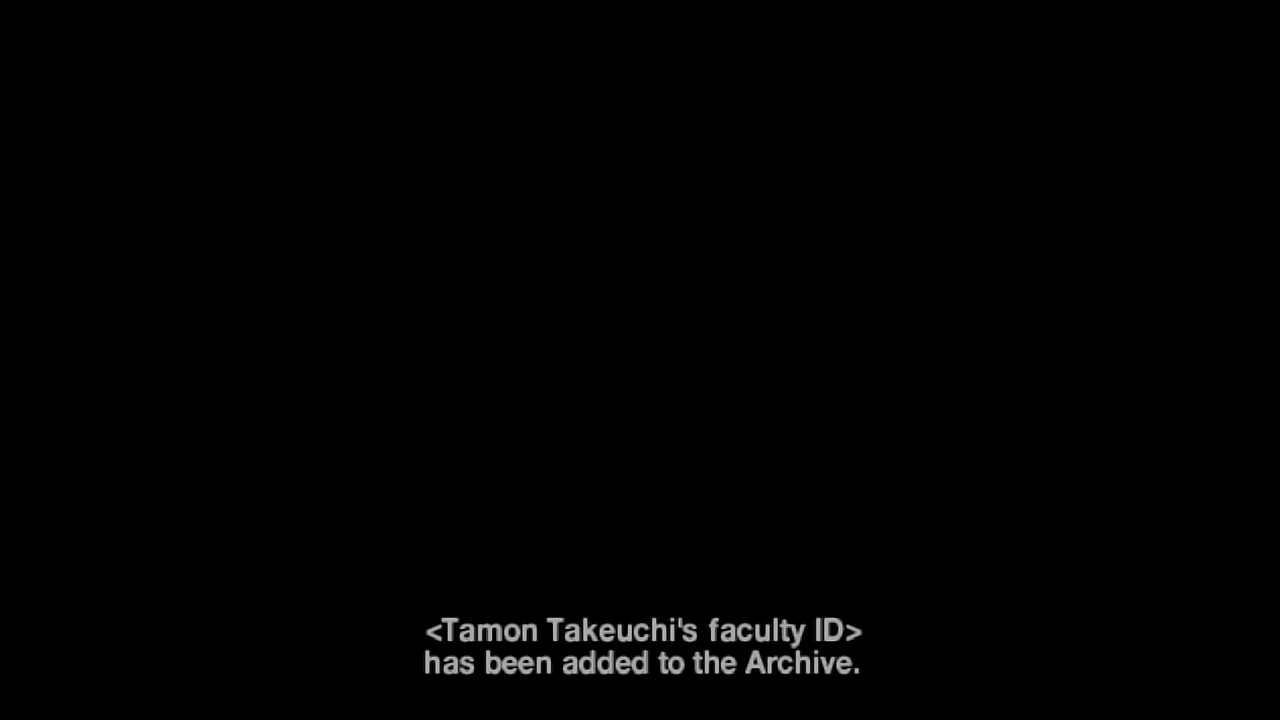 <Tamon Takeuchi's faculty ID>
has been added to the Archive.